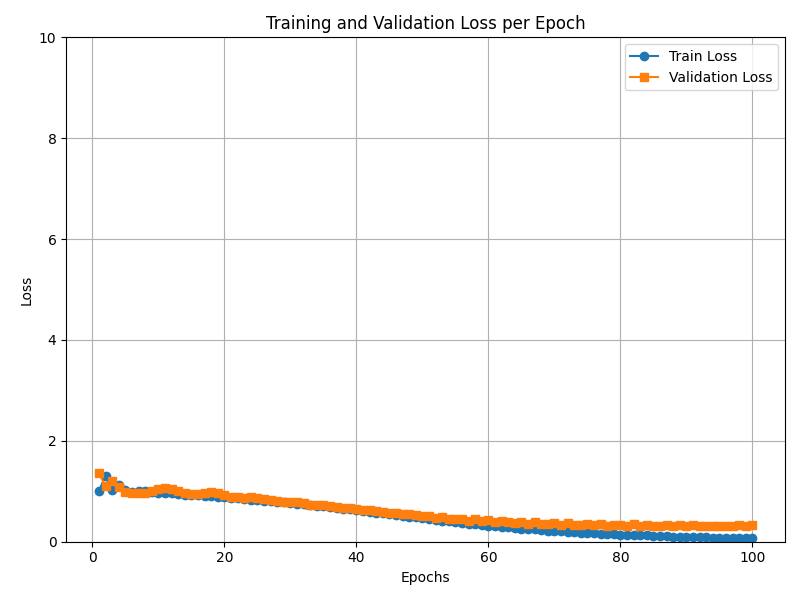 Training and Validation Loss per Epoch
10
Train Loss
Validation Loss
8
6
Loss
4
2
0
0 20 40 60 80 100
Epochs